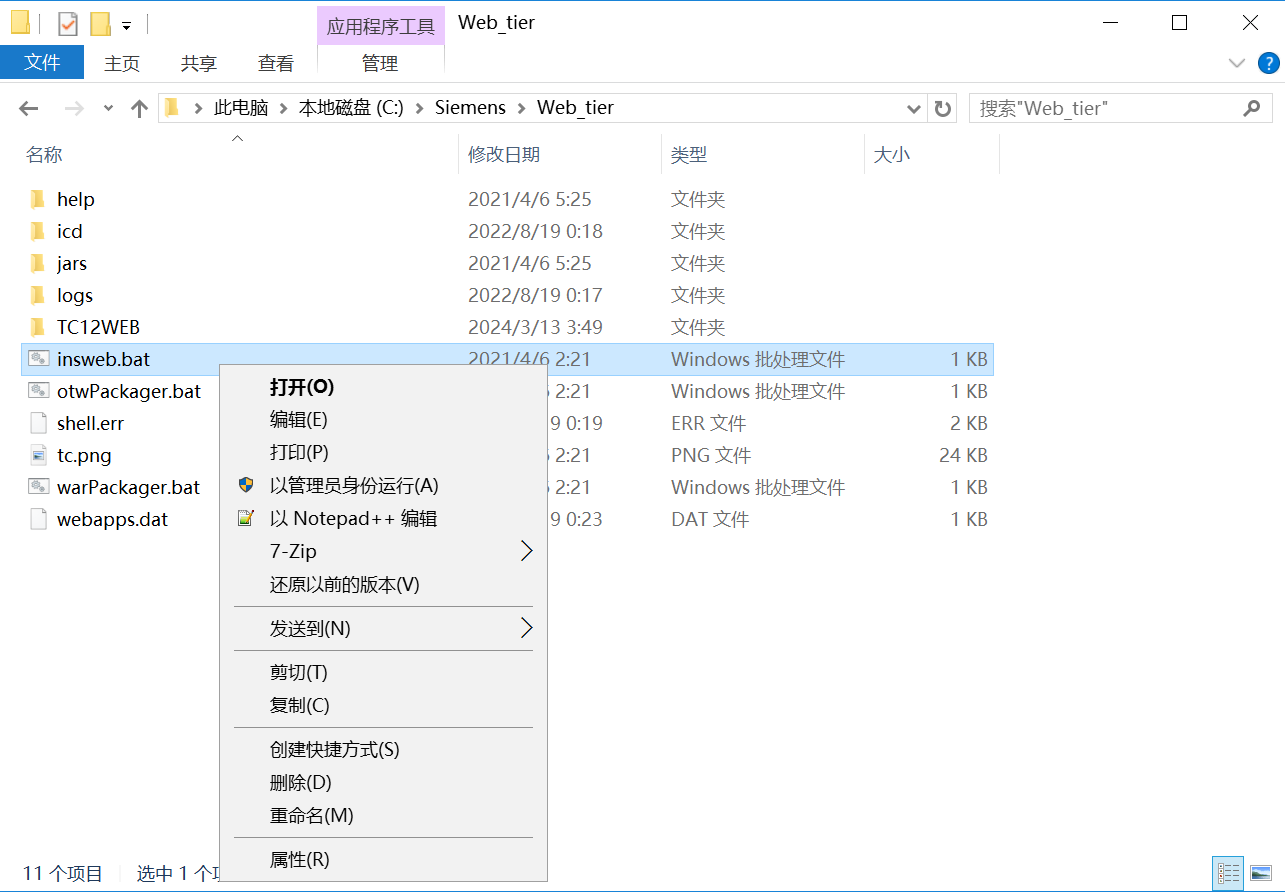 应用程序工具 Web_tier
文件 主页 共享 查看 管理
此电脑 本地磁盘 (C:) Siemens Web_tier 搜索"Web_tier"
名称 修改日期 类型 大小
help 2021/4/6 5:25 文件夹
icd 2022/8/19 0:18 文件夹
jars 2021/4/6 5:25 文件夹
logs 2022/8/19 0:17 文件夹
TC12WEB 2024/3/13 3:49 文件夹
insweb.bat 2021/4/6 2:21 Windows 批处理文件 1 KB
otwPackager.bat 2:21 Windows 批处理文件 1 KB
shell.err 9 0:19 ERR 文件 2 KB
tc.png 2:21 PNG 文件 24 KB
warPackager.bat 2:21 Windows 批处理文件 1 KB
webapps.dat 9 0:23 DAT 文件 1 KB
打开(O)
编辑(E)
打印(P)
以管理员身份运行(A)
以 Notepad++ 编辑
7-Zip
还原以前的版本(V)
发送到(N)
剪切(T)
复制(C)
创建快捷方式(S)
删除(D)
重命名(M)
属性(R)
11 个项目 选中 1 个